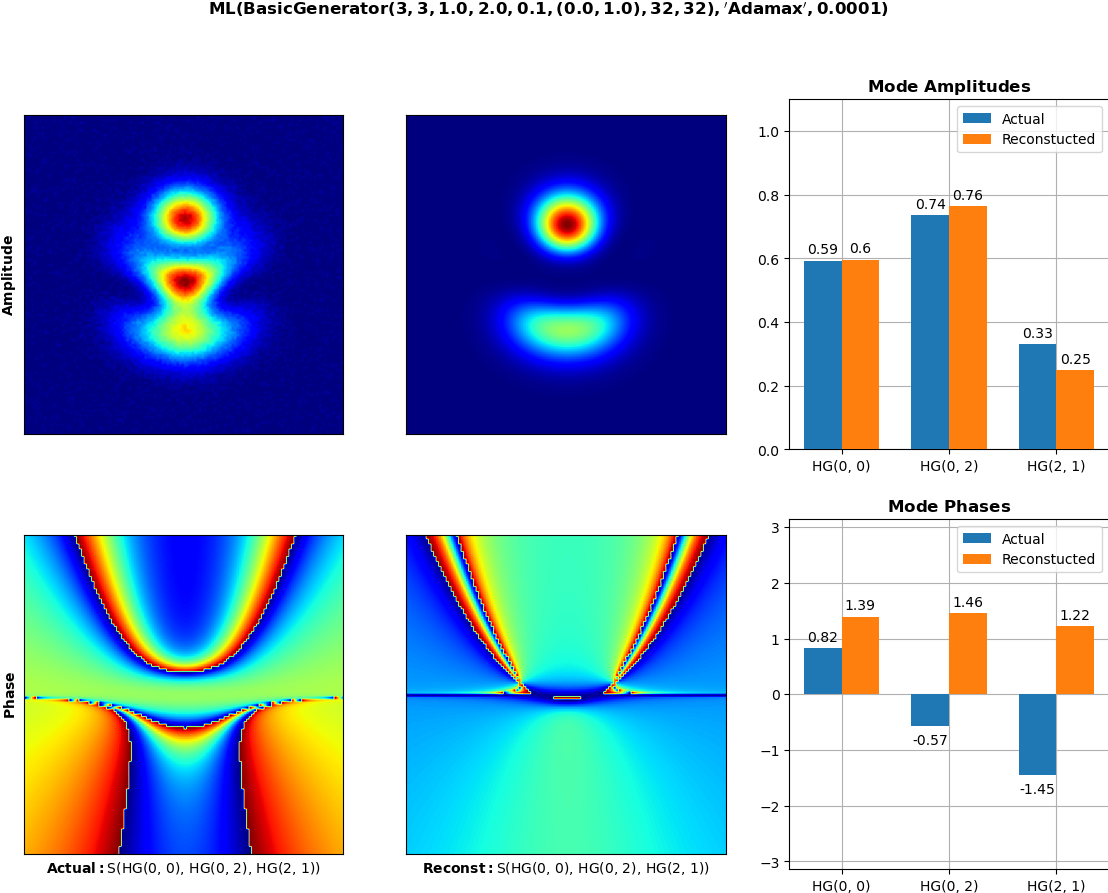 ML(BasicGenerator(3, 3, 1.0, 2.0, 0.1, (0.0, 1.0), 32, 32), 'Adamax', 0.0001)
Amplitude
Mode Amplitudes
Actual
Reconstucted
1.0
0.8
0.6
0.4
0.2
0.0
0.59
0.6
0.74
0.76
0.33
0.25
HG(0, 0)
HG(0, 2)
HG(2, 1)
Phase
Actual: S(HG(0, 0), HG(0, 2), HG(2, 1))
Reconst: S(HG(0, 0), HG(0, 2), HG(2, 1))
Mode Phases
Actual
Reconstucted
3
2
1
0
−1
−2
−3
0.82
1.39
-0.57
1.46
-1.45
1.22
HG(0, 0)
HG(0, 2)
HG(2, 1)